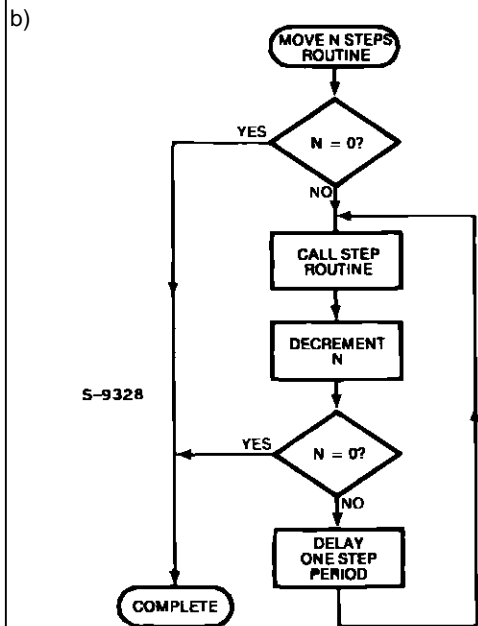 b)
MOVE N STEPS
ROUTINE
YES
N = 0?
NO
CALL STEP
ROUTINE
DECREMENT
N
S-9328
YES
N = 0?
NO
DELAY
ONE STEP
PERIOD
COMPLETE